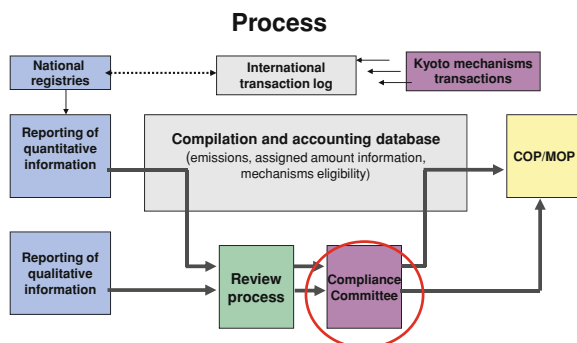 Process
National
registries
International
transaction log
Kyoto mechanisms
transactions
Reporting of
quantitative
information
Compilation and accounting database
(emissions, assigned amount information,
mechanisms eligibility)
COP/MOP
Reporting of
qualitative
information
Review
process
Compliance
Committee